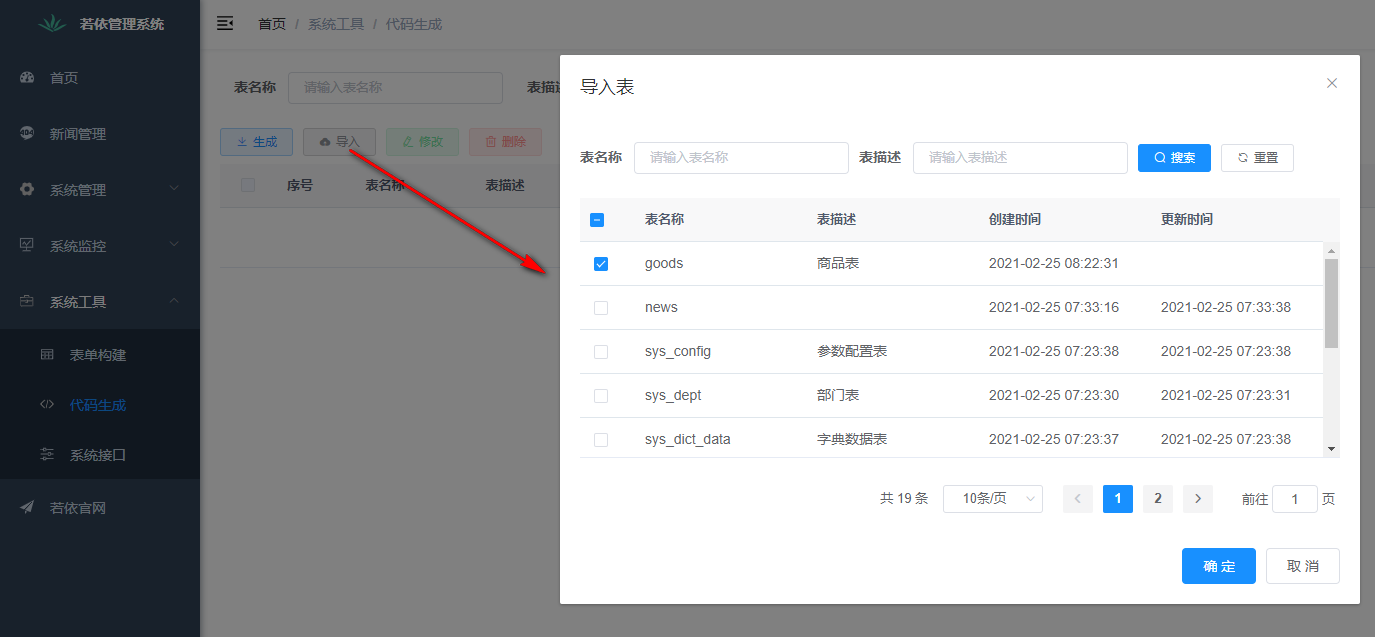 若依管理系统
首页
新闻管理
系统管理
系统监控
系统工具
表单构建
代码生成
系统接口
若依官网
首页 / 系统工具 / 代码生成
表名称 请输入表名称 表描述
生成 导入 修改 删除
序号 表名称 表描述
导入表
表名称 请输入表名称 表描述 请输入表描述 搜索 重置
表名称 表描述 创建时间 更新时间
goods 商品表 2021-02-25 08:22:31
news 2021-02-25 07:33:16 2021-02-25 07:33:38
sys_config 参数配置表 2021-02-25 07:23:38 2021-02-25 07:23:38
sys_dept 部门表 2021-02-25 07:23:30 2021-02-25 07:23:31
sys_dict_data 字典数据表 2021-02-25 07:23:37 2021-02-25 07:23:38
共 19 条 10条/页 1 2 前往 1 页
确 定 取 消